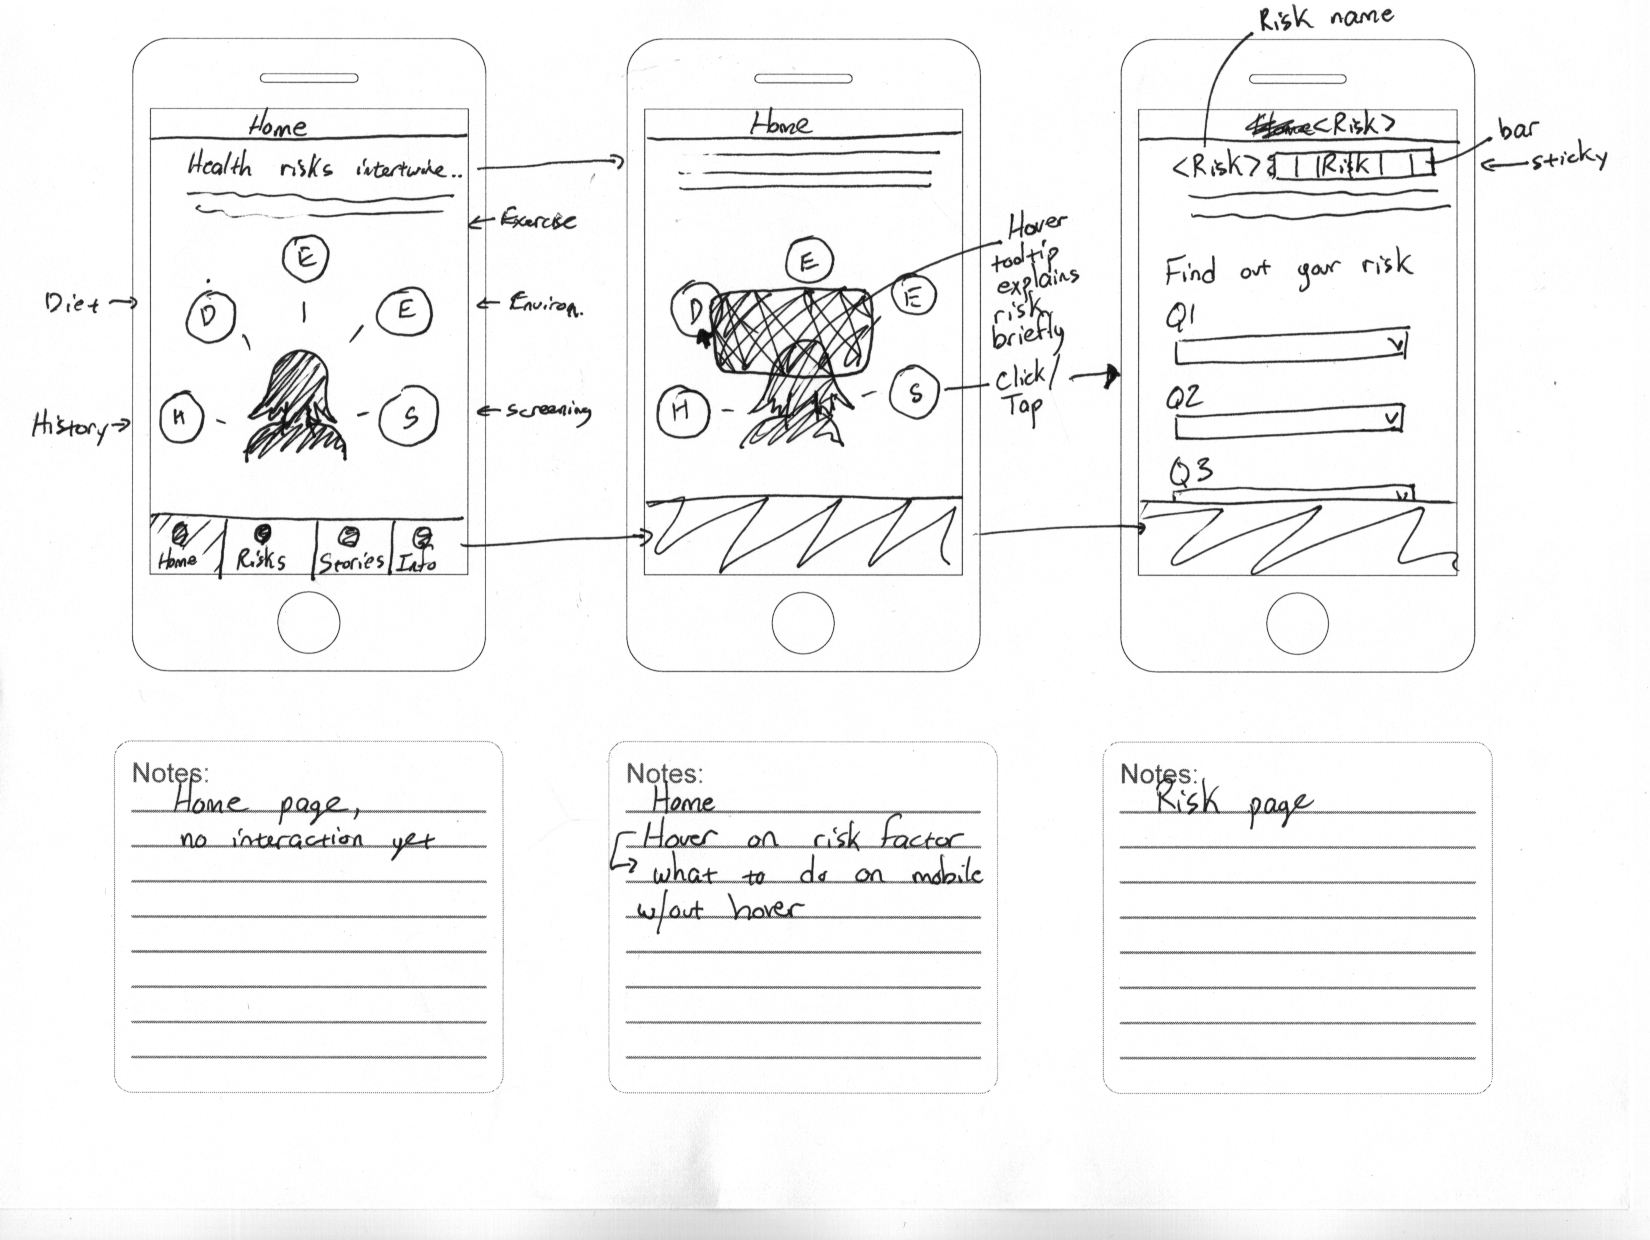 Risk name
Home
Health risks intertwine..
Exercise
E
Diet
D
E
Environ.
History
H
S
screening
Home
Risks
Stories
Info
Home
E
D
E
H
S
Hover
tooltip
explains
risk
briefly
Click/
Tap
<Risk>
<Risk>
Risk
bar
sticky
Find out your risk
Q1
Q2
Q3
Notes:
Home page,
no interaction yet
Notes:
Home
Hover on risk factor
what to do on mobile
w/out hover
Notes:
Risk page